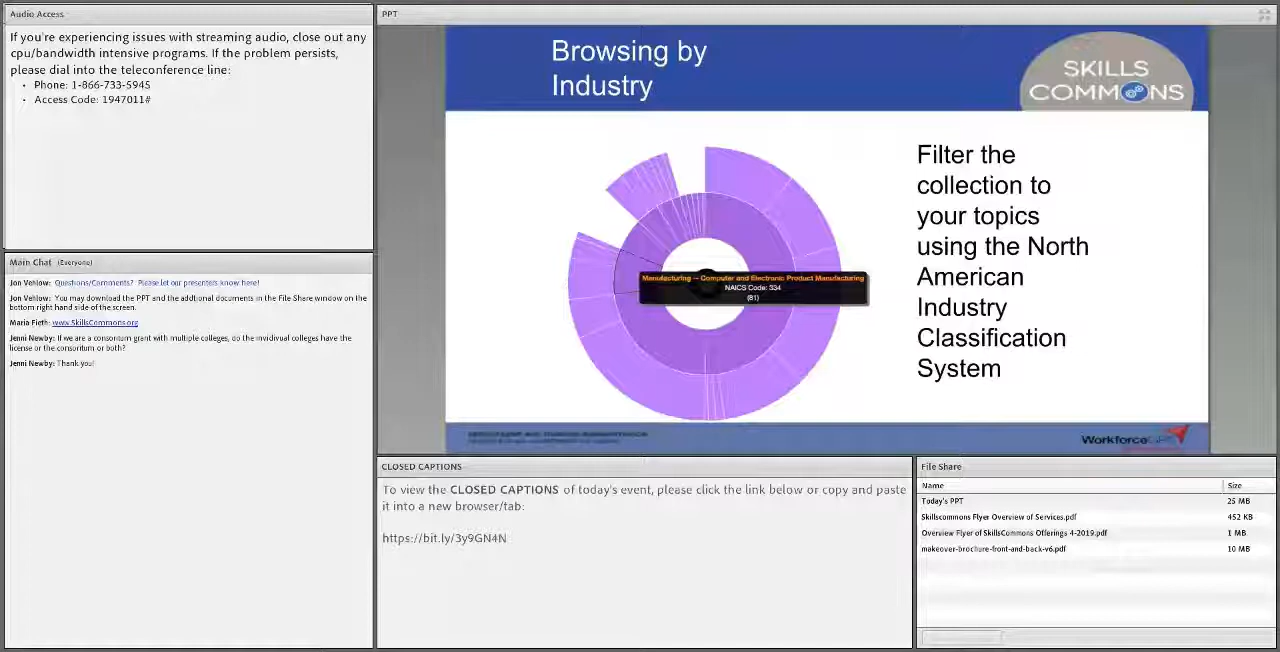 Audio Access
If you're experiencing issues with streaming audio, close out any
cpu/bandwidth intensive programs. If the problem persists,
please dial into the teleconference line:
• Phone: 1-866-733-5945
• Access Code: 1947011#
Main Chat (Everyone)
Jon Vehlow: Questions/Comments? Please let our presenters know here!
Jon Vehlow: You may download the PPT and the addtional documents in the File Share window on the
bottom right hand side of the screen.
Maria Fieth: www.SkillsCommons.org
Jenni Newby: If we are a consortum grant with multiple colleges, do the invidivual colleges have the
license or the consoritum or both?
Jenni Newby: Thank you!
PPT
Browsing by
Industry
SKILLS
COMMONS
Manufacturing -- Computer and Electronic Product Manufacturing
NAICS Code: 334
(81)
Filter the
collection to
your topics
using the North
American
Industry
Classification
System
WorkforceGPS
CLOSED CAPTIONS
To view the CLOSED CAPTIONS of today's event, please click the link below or copy and paste
it into a new browser/tab:
https://bit.ly/3y9GN4N
File Share
Name Size
Today's PPT 25 MB
Skillscommons Flyer Overview of Services.pdf 452 KB
Overview Flyer of SkillsCommons Offerings 4-2019.pdf 1 MB
makeover-brochure-front-and-back-v6.pdf 10 MB